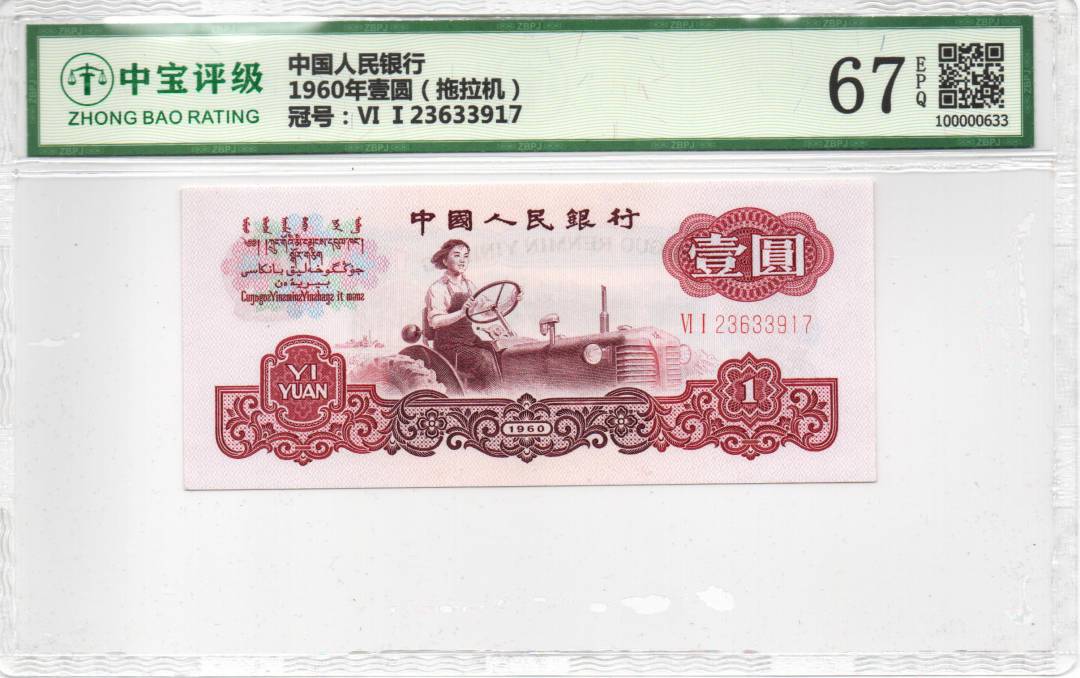 中宝评级
ZHONG BAO RATING
中国人民银行
1960年壹圆（拖拉机）
冠号：Ⅵ Ⅰ 23633917
67
EPQ
100000633
ZBPJ
中國人民銀行
壹圓
Ⅵ Ⅰ 23633917
YI
YUAN
1960
1